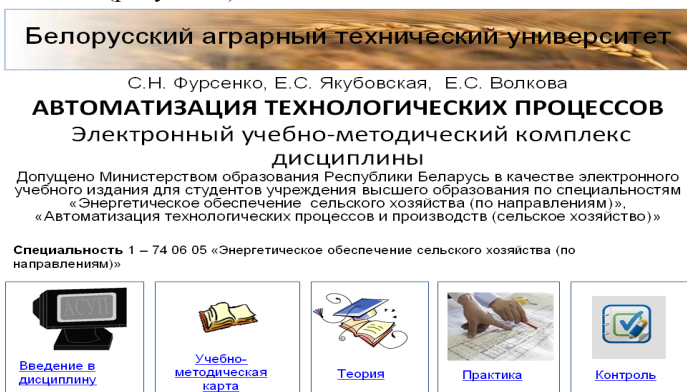 Белорусский аграрный технический университет
С.Н. Фурсенко, Е.С. Якубовская, Е.С. Волкова
АВТОМАТИЗАЦИЯ ТЕХНОЛОГИЧЕСКИХ ПРОЦЕССОВ
Электронный учебно-методический комплекс
дисциплины
Допущено Министерством образования Республики Беларусь в качестве электронного
учебного издания для студентов учреждения высшего образования по специальностям
«Энергетическое обеспечение сельского хозяйства (по направлениям)»,
«Автоматизация технологических процессов и производств (сельское хозяйство)»
Специальность 1 – 74 06 05 «Энергетическое обеспечение сельского хозяйства (по
направлениям)»
АСУП
Введение в
дисциплину
Учебно-
методическая
карта
Теория
Практика
Контроль